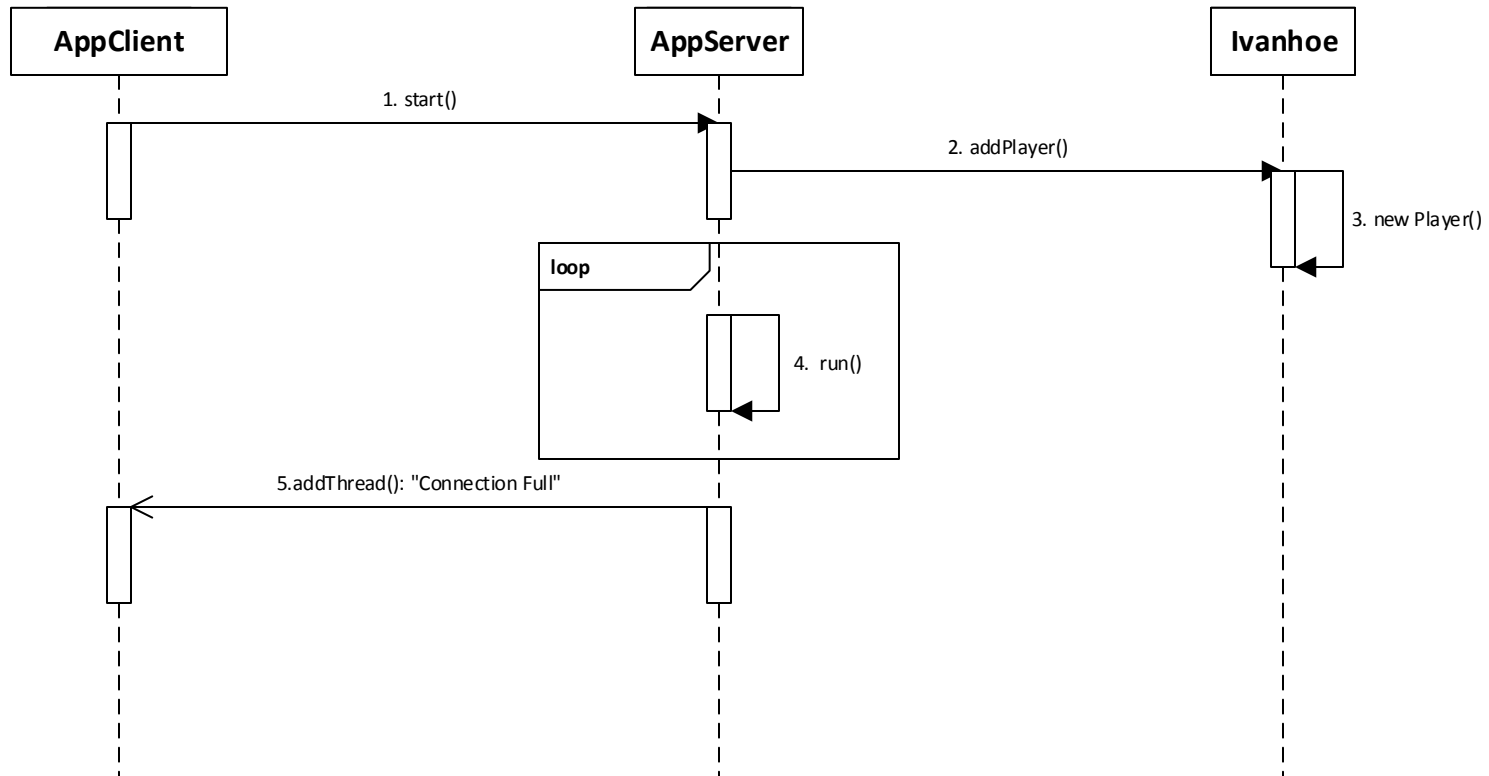 AppClient
AppServer
Ivanhoe
1. start()
2. addPlayer()
3. new Player()
loop
4. run()
5.addThread(): "Connection Full"